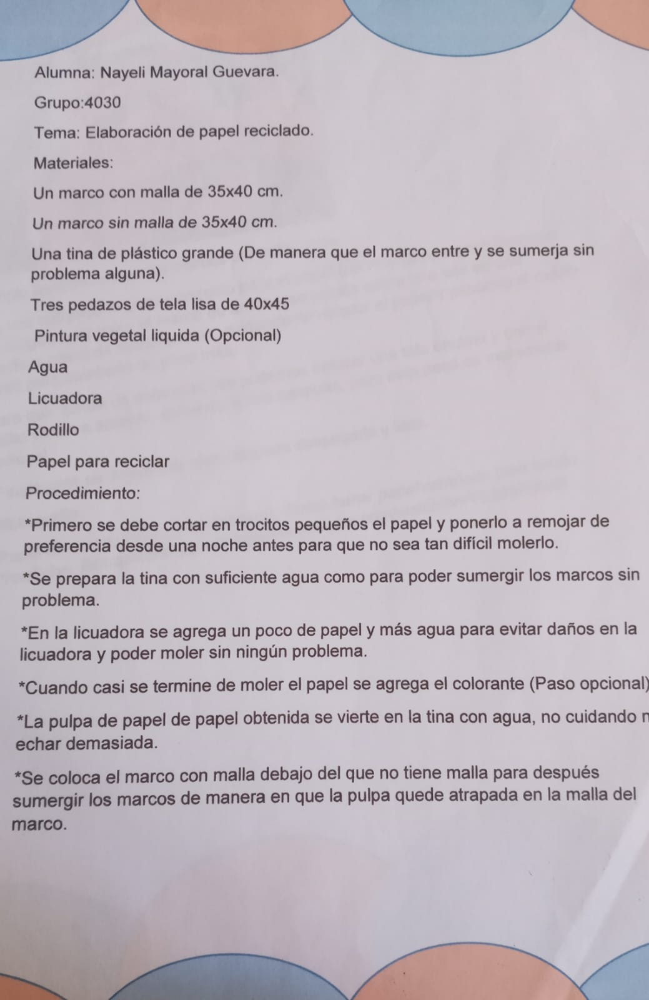 Alumna: Nayeli Mayoral Guevara.
Grupo:4030
Tema: Elaboración de papel reciclado.
Materiales:
Un marco con malla de 35x40 cm.
Un marco sin malla de 35x40 cm.
Una tina de plástico grande (De manera que el marco entre y se sumerja sin
problema alguna).
Tres pedazos de tela lisa de 40x45
Pintura vegetal liquida (Opcional)
Agua
Licuadora
Rodillo
Papel para reciclar
Procedimiento:
*Primero se debe cortar en trocitos pequeños el papel y ponerlo a remojar de
preferencia desde una noche antes para que no sea tan difícil molerlo.
*Se prepara la tina con suficiente agua como para poder sumergir los marcos sin
problema.
*En la licuadora se agrega un poco de papel y más agua para evitar daños en la
licuadora y poder moler sin ningún problema.
*Cuando casi se termine de moler el papel se agrega el colorante (Paso opcional)
*La pulpa de papel de papel obtenida se vierte en la tina con agua, no cuidando
echar demasiada.
*Se coloca el marco con malla debajo del que no tiene malla para después
sumergir los marcos de manera en que la pulpa quede atrapada en la malla del
marco.